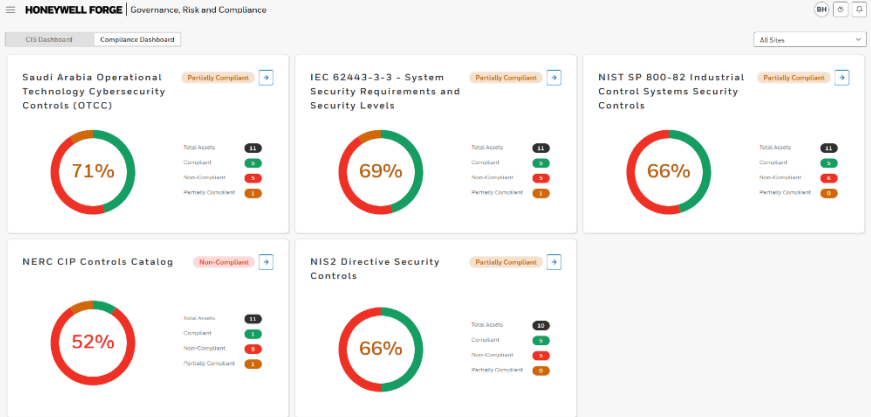 HONEYWELL FORGE Governance, Risk and Compliance
BH
CIS Dashboard
Compliance Dashboard
All Sites
Saudi Arabia Operational
Technology Cybersecurity
Controls (OTCC)
Partially Compliant
71%
Total Assets 11
Compliant 5
Non-Compliant 5
Partially Compliant 1
IEC 62443-3-3 - System
Security Requirements and
Security Levels
Partially Compliant
69%
Total Assets 11
Compliant 5
Non-Compliant 5
Partially Compliant 1
NIST SP 800-82 Industrial
Control Systems Security
Controls
Partially Compliant
66%
Total Assets 11
Compliant 5
Non-Compliant 6
Partially Compliant 0
NERC CIP Controls Catalog
Non-Compliant
52%
Total Assets 11
Compliant 1
Non-Compliant 9
Partially Compliant 1
NIS2 Directive Security
Controls
Partially Compliant
66%
Total Assets 10
Compliant 5
Non-Compliant 5
Partially Compliant 0